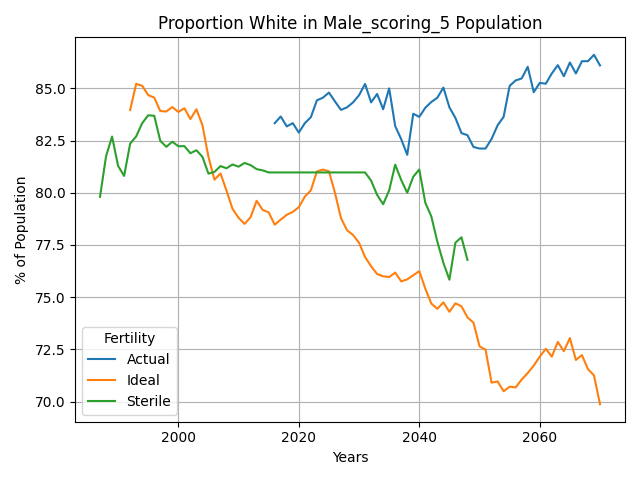 Proportion White in Male_scoring_5 Population
% of Population
85.0
82.5
80.0
77.5
75.0
72.5
70.0
Fertility
Actual
Ideal
Sterile
2000
2020
2040
2060
Years